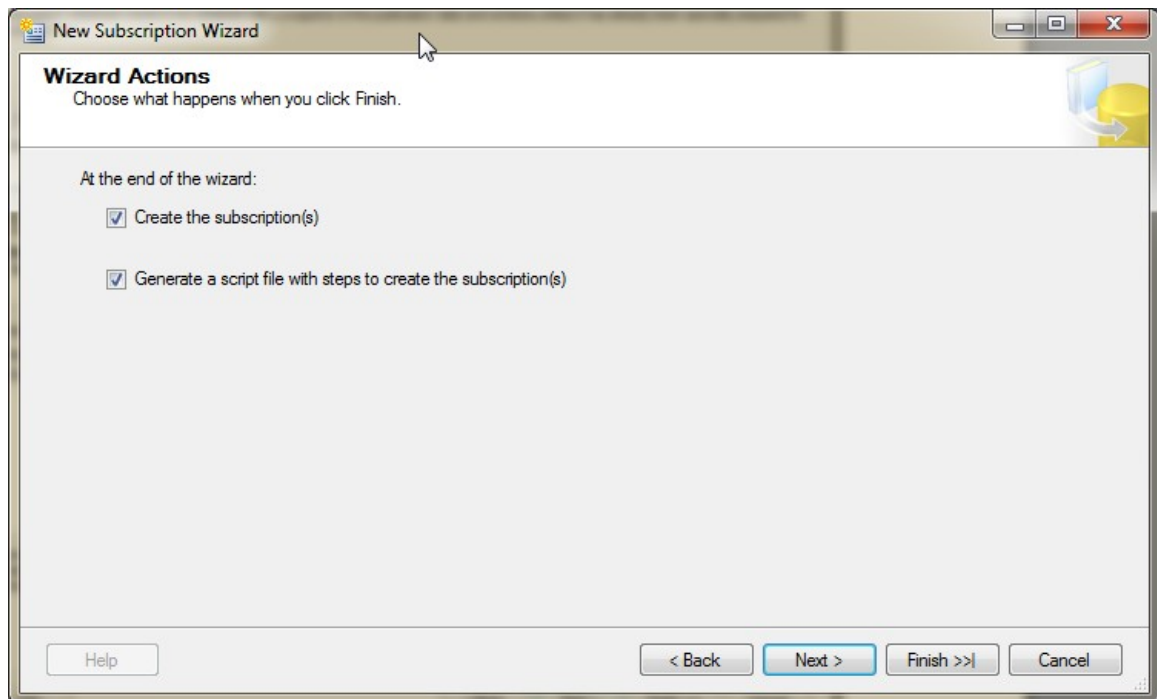 New Subscription Wizard
Wizard Actions
Choose what happens when you click Finish.
At the end of the wizard:
Create the subscription(s)
Generate a script file with steps to create the subscription(s)
Help
< Back
Next >
Finish >>|
Cancel